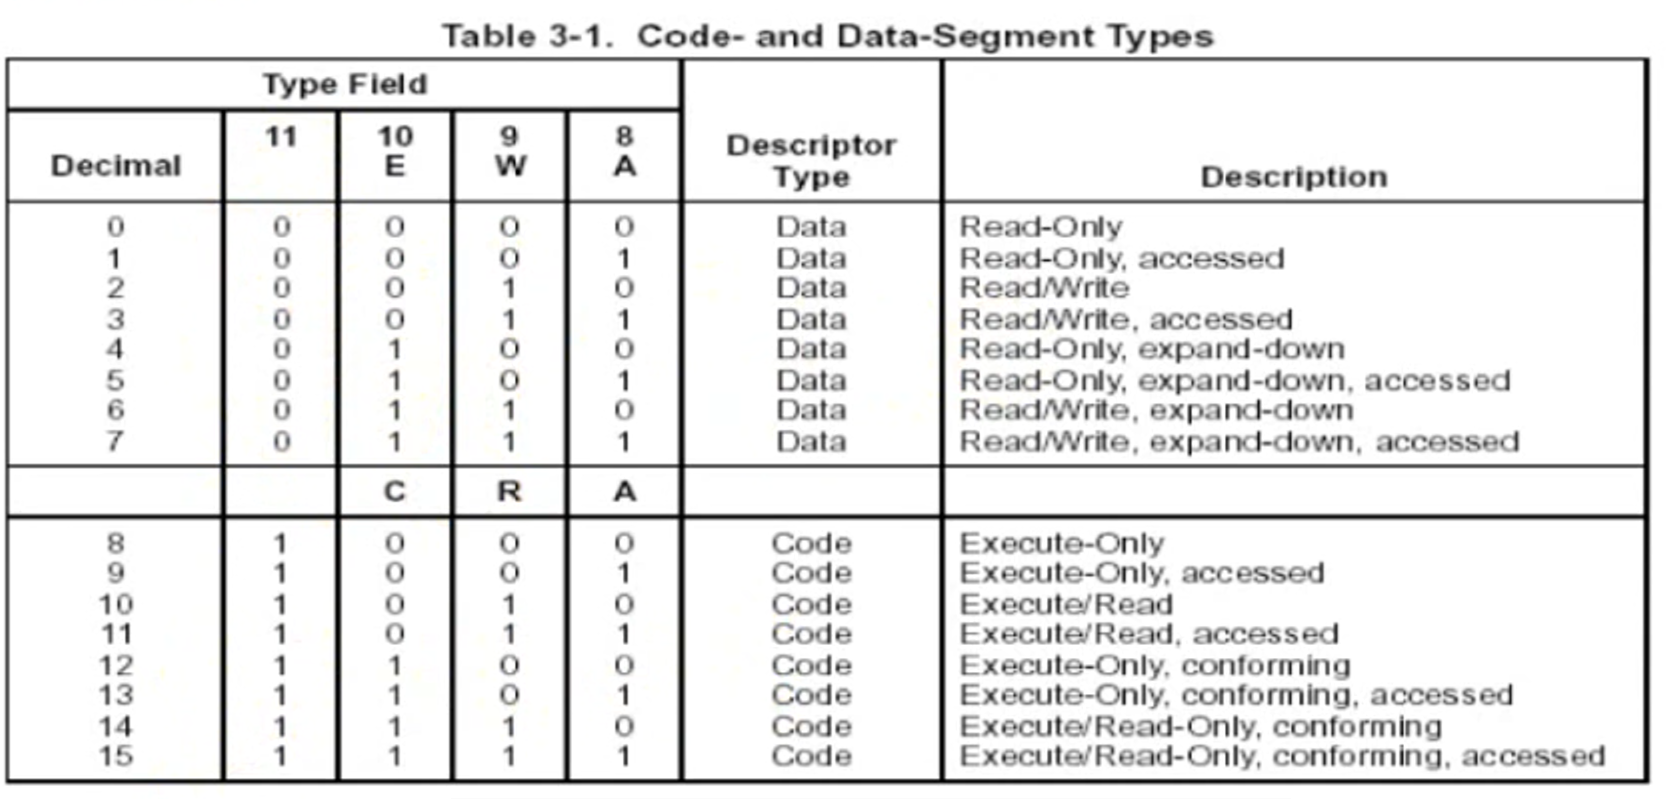 Table 3-1. Code- and Data-Segment Types
Type Field
Decimal 11 10 E 9 W 8 A Descriptor Type Description
0 0 0 0 0 Data Read-Only
1 0 0 0 1 Data Read-Only, accessed
2 0 0 1 0 Data Read/Write
3 0 0 1 1 Data Read/Write, accessed
4 0 1 0 0 Data Read-Only, expand-down
5 0 1 0 1 Data Read-Only, expand-down, accessed
6 0 1 1 0 Data Read/Write, expand-down
7 0 1 1 1 Data Read/Write, expand-down, accessed
C R A
8 1 0 0 0 Code Execute-Only
9 1 0 0 1 Code Execute-Only, accessed
10 1 0 1 0 Code Execute/Read
11 1 0 1 1 Code Execute/Read, accessed
12 1 1 0 0 Code Execute-Only, conforming
13 1 1 0 1 Code Execute-Only, conforming, accessed
14 1 1 1 0 Code Execute/Read-Only, conforming
15 1 1 1 1 Code Execute/Read-Only, conforming, accessed